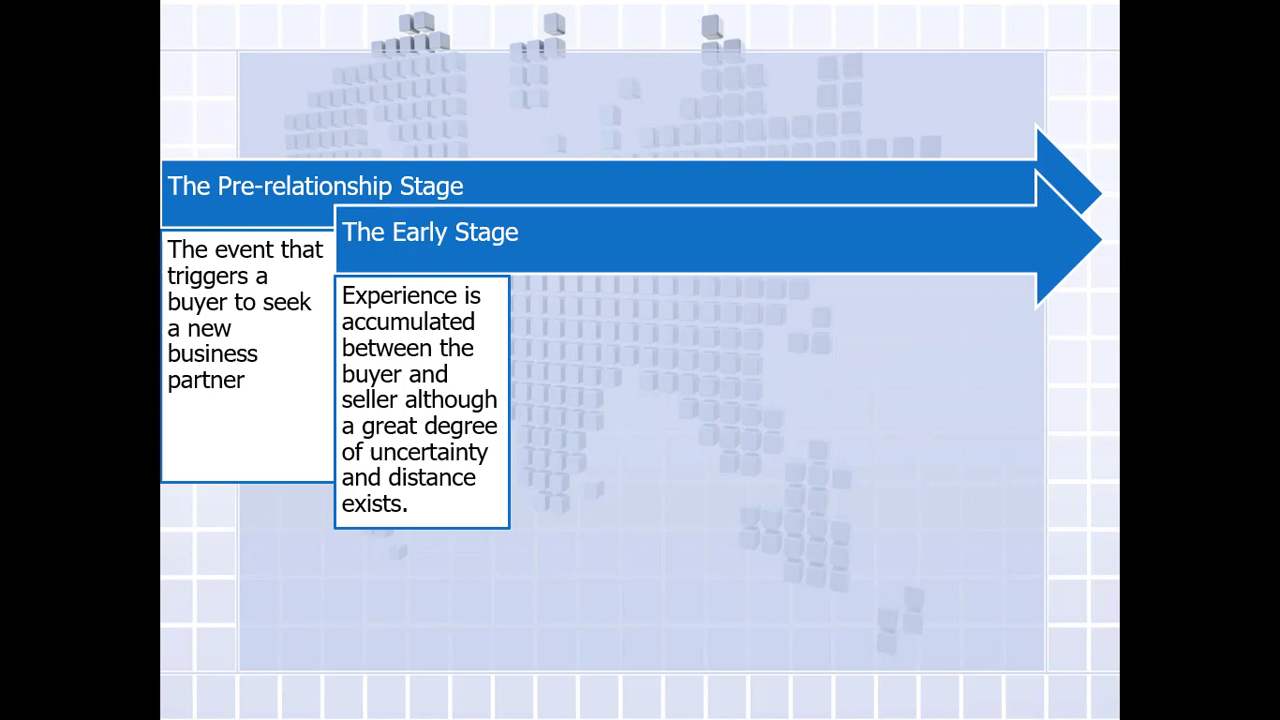 The Pre-relationship Stage
The event that
triggers a
buyer to seek
a new
business
partner
The Early Stage
Experience is
accumulated
between the
buyer and
seller although
a great degree
of uncertainty
and distance
exists.